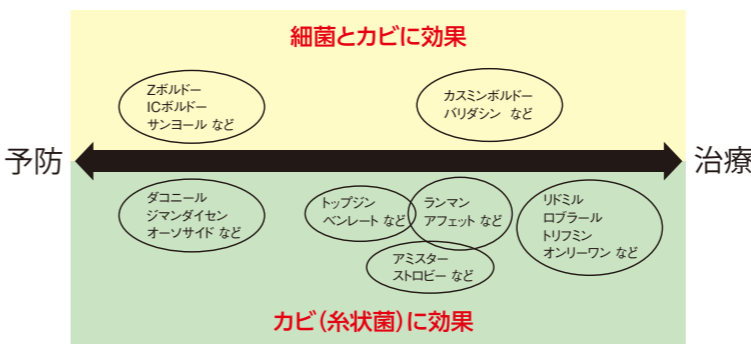 細菌とカビに効果
Zボルドー
ICボルドー
サンヨール など
カスミンボルドー
バリダシン など
予防
治療
ダコニール
ジマンダイセン
オーソサイド など
トップジン
ベンレート など
ランマン
アフェット など
アミスター
ストロビー など
リドミル
ロブラール
トリフミン
オンリーワン など
カビ(糸状菌)に効果